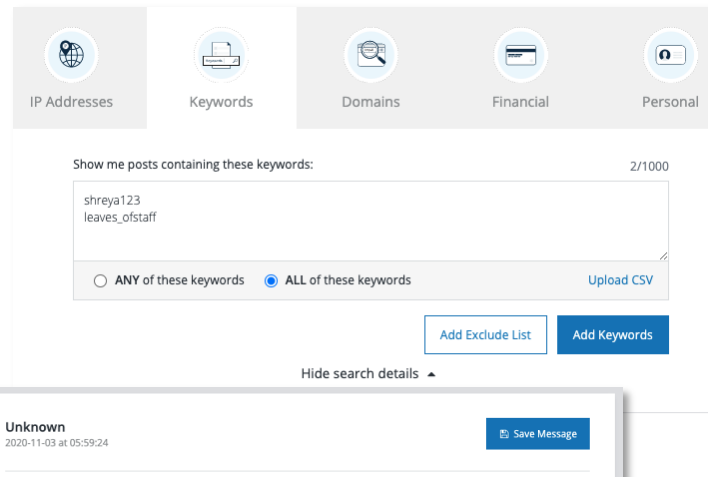 IP Addresses
Keywords
Domains
Financial
Personal
Show me posts containing these keywords:
2/1000
shreya123
leaves_ofstaff
ANY of these keywords
ALL of these keywords
Upload CSV
Add Exclude List
Add Keywords
Hide search details
Unknown
2020-11-03 at 05:59:24
Save Message